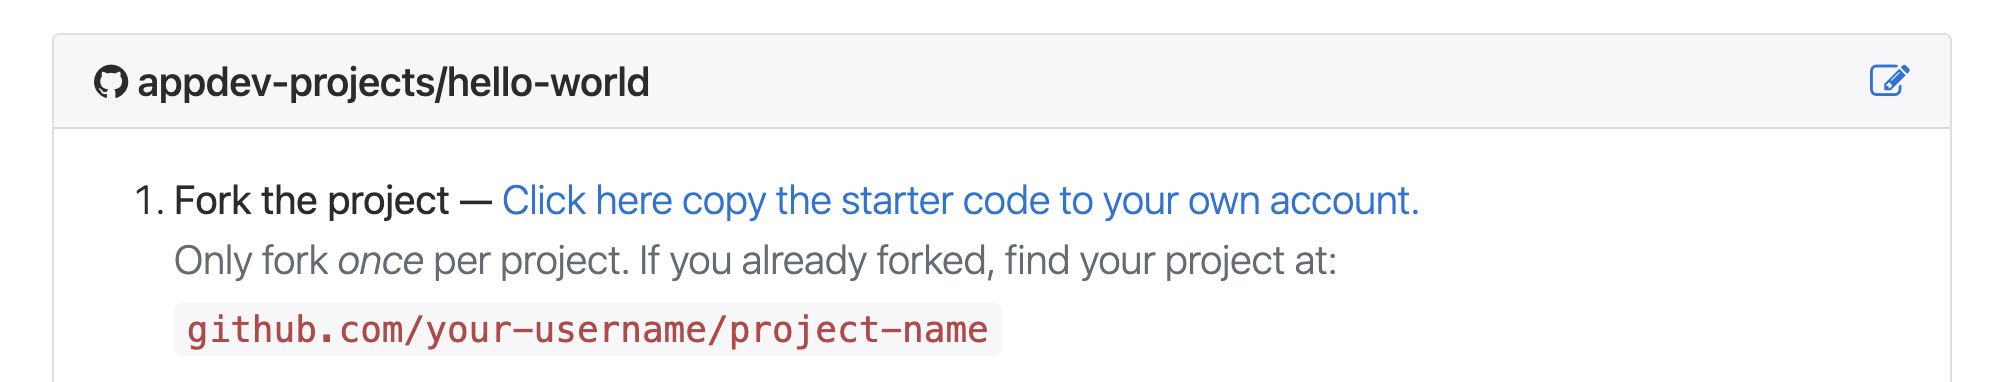 appdev-projects/hello-world
1. Fork the project — Click here copy the starter code to your own account.
Only fork once per project. If you already forked, find your project at:
github.com/your-username/project-name